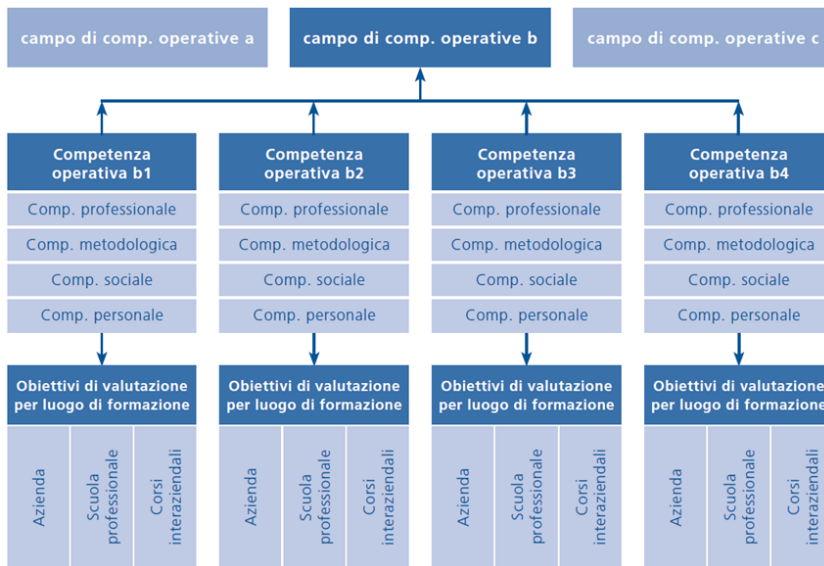 campo di comp. operative a
campo di comp. operative b
campo di comp. operative c
Competenza
operativa b1
Comp. professionale
Comp. metodologica
Comp. sociale
Comp. personale
Obiettivi di valutazione
per luogo di formazione
Azienda
Scuola
professionale
Corsi
interaziendali
Competenza
operativa b2
Comp. professionale
Comp. metodologica
Comp. sociale
Comp. personale
Obiettivi di valutazione
per luogo di formazione
Azienda
Scuola
professionale
Corsi
interaziendali
Competenza
operativa b3
Comp. professionale
Comp. metodologica
Comp. sociale
Comp. personale
Obiettivi di valutazione
per luogo di formazione
Azienda
Scuola
professionale
Corsi
interaziendali
Competenza
operativa b4
Comp. professionale
Comp. metodologica
Comp. sociale
Comp. personale
Obiettivi di valutazione
per luogo di formazione
Azienda
Scuola
professionale
Corsi
interaziendali